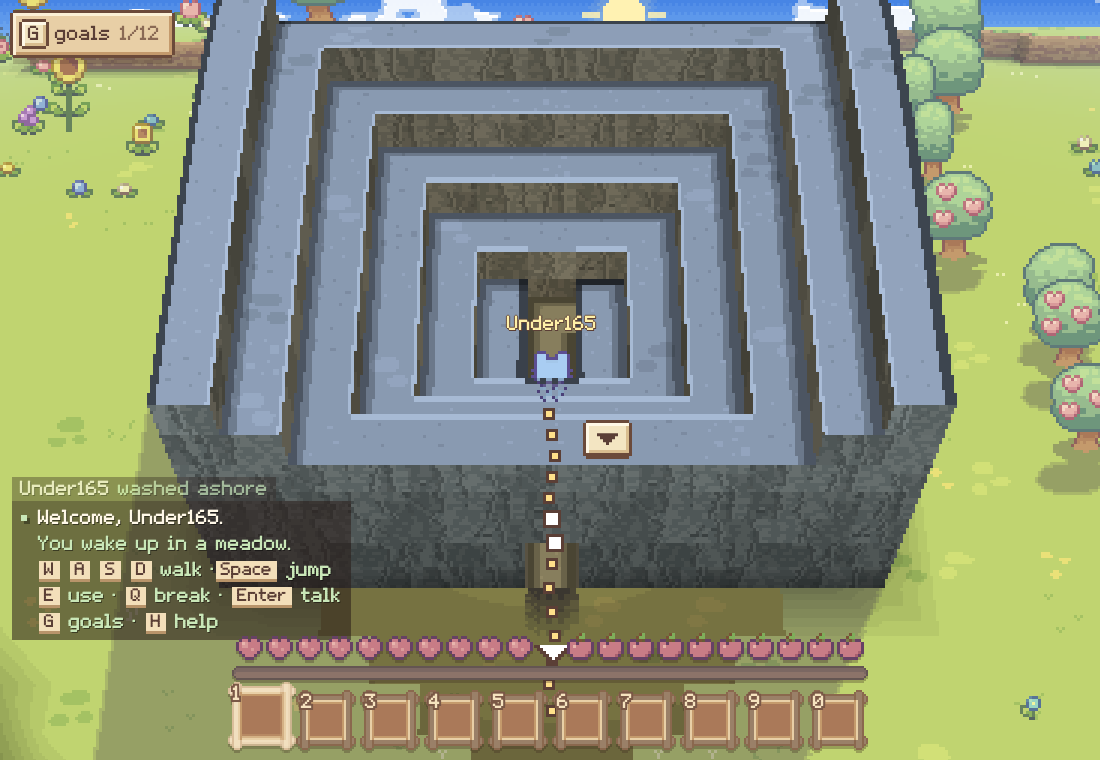 G goals 1/12
Under165
Under165 washed ashore
Welcome, Under165.
You wake up in a meadow.
W A S D walk · Space jump
E use · Q break · Enter talk
G goals · H help
1 2 3 4 5 6 7 8 9 0